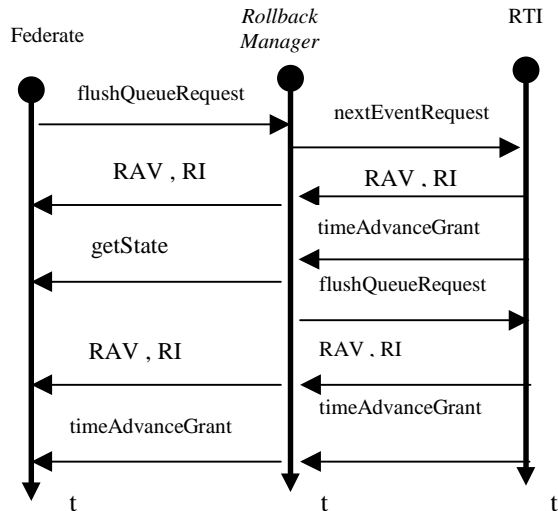 Federate
Rollback
Manager
RTI
flushQueueRequest
nextEventRequest
RAV , RI
RAV , RI
timeAdvanceGrant
getState
flushQueueRequest
RAV , RI
RAV , RI
timeAdvanceGrant
timeAdvanceGrant
t
t
t